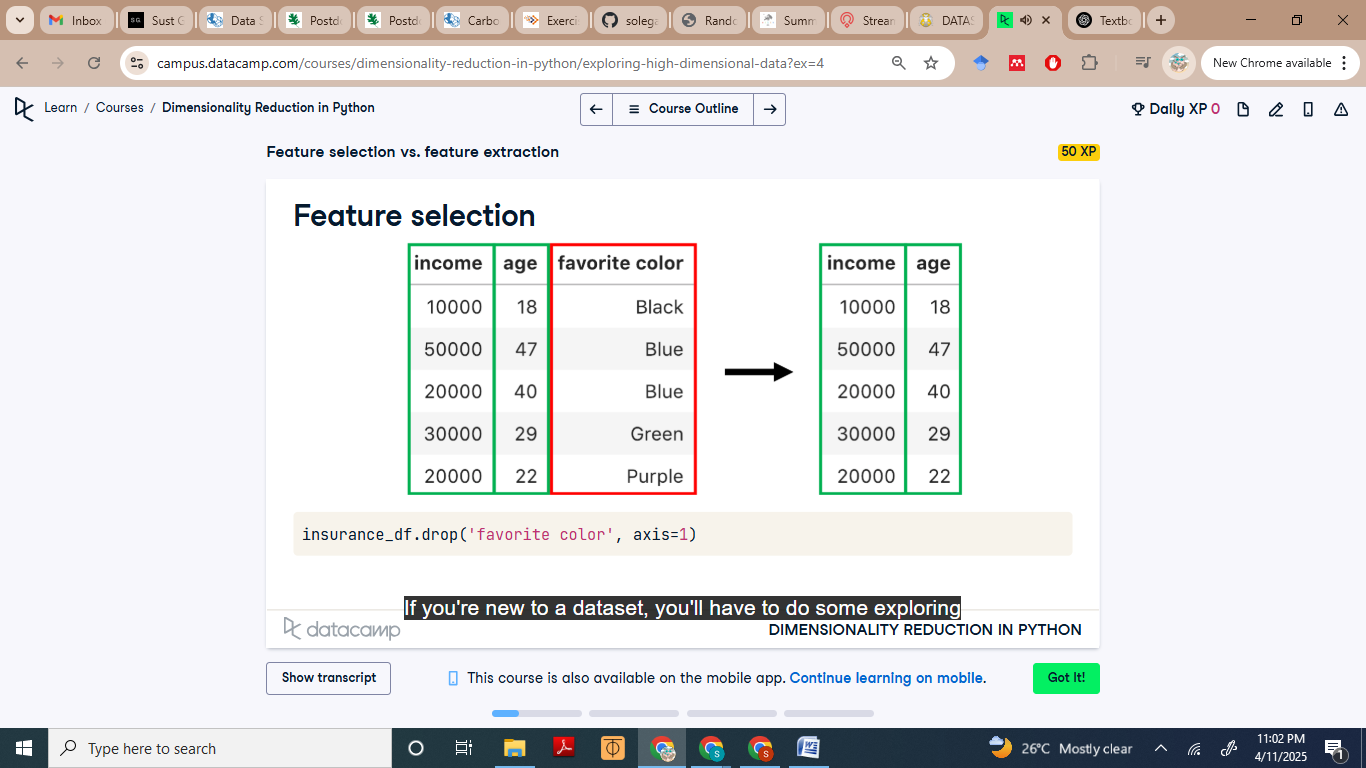 Inbox
Sust G
Data S
Postdo
Postdo
Carbo
Exerci
solega
Rando
Summ
Stream
DATAS
Textbo
campus.datacamp.com/courses/dimensionality-reduction-in-python/exploring-high-dimensional-data?ex=4
New Chrome available
Learn / Courses / Dimensionality Reduction in Python
Course Outline
Daily XP 0
Feature selection vs. feature extraction
50 XP
Feature selection
income age favorite color
10000 18 Black
50000 47 Blue
20000 40 Blue
30000 29 Green
20000 22 Purple
income age
10000 18
50000 47
20000 40
30000 29
20000 22
insurance_df.drop('favorite color', axis=1)
If you're new to a dataset, you'll have to do some exploring
datacamp
DIMENSIONALITY REDUCTION IN PYTHON
Show transcript
This course is also available on the mobile app. Continue learning on mobile.
Got It!
Type here to search
26°C Mostly clear
11:02 PM
4/11/2025
1